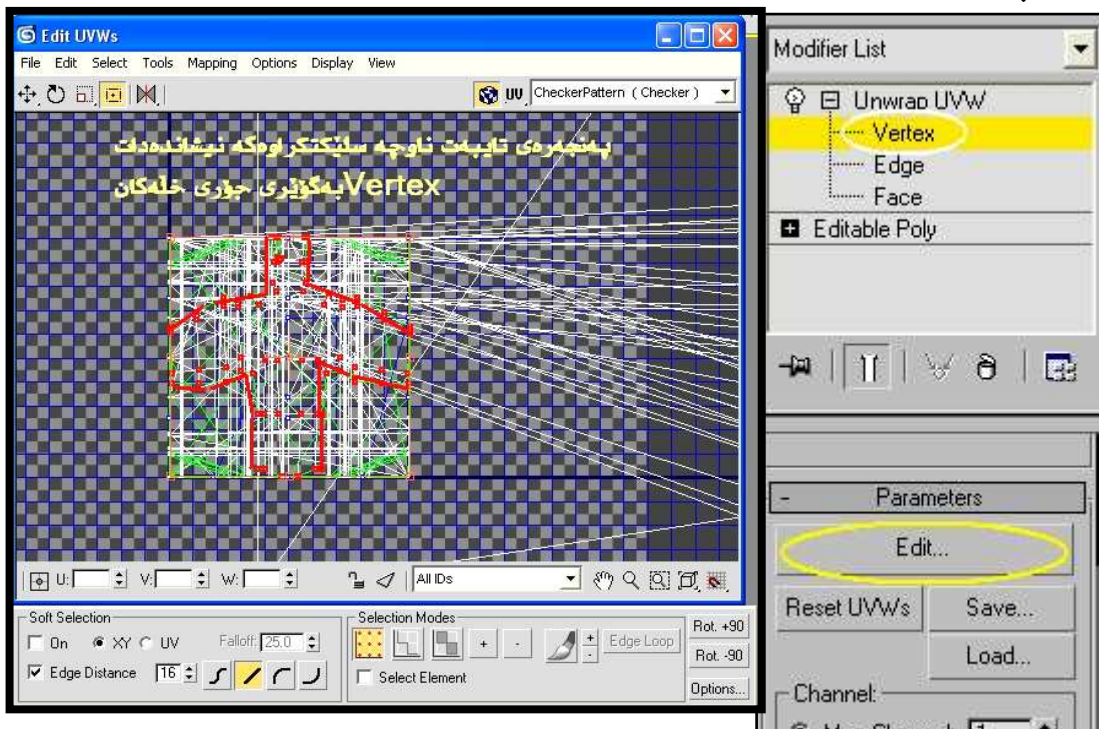 Edit UVWs
File Edit Select Tools Mapping Options Display View
UV CheckerPattern ( Checker )
پەنجەرەی تایبەت ناوچە سلێکتکراوەکە نیشاندەدات
بەگۆێری جۆری خڵەکان Vertex
U: V: W: All IDs
Soft Selection
On XY UV Falloff: 25.0
Edge Distance 16
Selection Modes
+ - + - Edge Loop
Select Element
Rot. +90
Rot. -90
Options...
Modifier List
Unwrap UVW
Vertex
Edge
Face
Editable Poly
- Parameters
Edit...
Reset UVWs Save...
Load...
Channel: